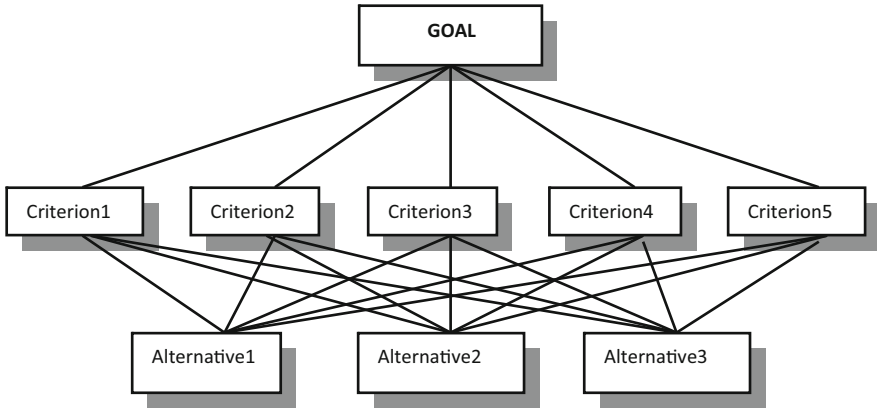 GOAL
Criterion1
Criterion2
Criterion3
Criterion4
Criterion5
Alternative1
Alternative2
Alternative3